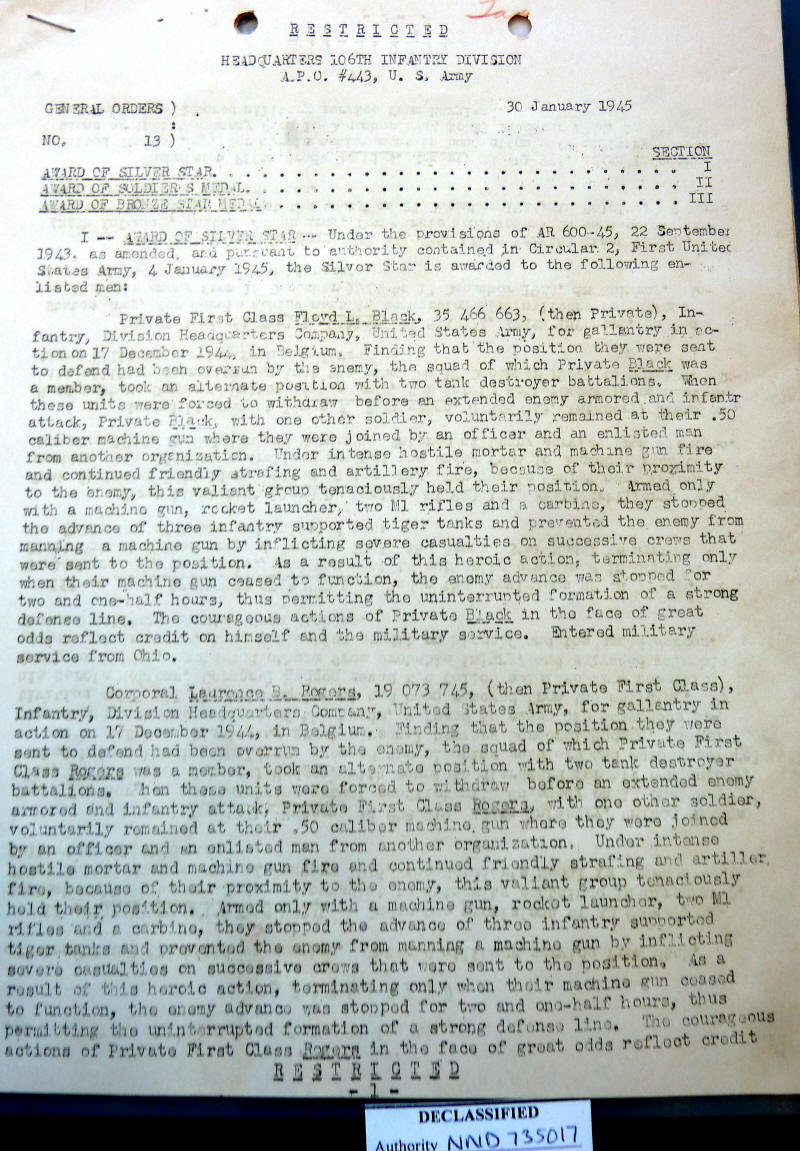 RESTRICTED
HEADQUARTERS 106TH INFANTRY DIVISION
A.P.O. #443, U. S. Army
GENERAL ORDERS ) 30 January 1945
:
NO. 13 )
SECTION
AWARD OF SILVER STAR. . . . . . . . . . . . . . . . . . . . . . . . . . . . . . I
AWARD OF SOLDIER'S MEDAL. . . . . . . . . . . . . . . . . . . . . . . . . . . . II
AWARD OF BRONZE STAR MEDAL. . . . . . . . . . . . . . . . . . . . . . . . . . . III
I -- AWARD OF SILVER STAR -- Under the provisions of AR 600-45, 22 September
1943, as amended, and pursuant to authority contained in Circular 2, First United
States Army, 4 January 1945, the Silver Star is awarded to the following en-
listed men:
Private First Class Floyd L. Black, 35 466 663, (then Private), In-
fantry, Division Headquarters Company, United States Army, for gallantry in ac-
tion on 17 December 1944, in Belgium. Finding that the position they were sent
to defend had been overrun by the enemy, the squad of which Private Black was
a member, took an alternate position with two tank destroyer battalions. When
these units were forced to withdraw before an extended enemy armored and infantr
attack, Private Black, with one other soldier, voluntarily remained at their .50
caliber machine gun where they were joined by an officer and an enlisted man
from another organization. Under intense hostile mortar and machine gun fire
and continued friendly strafing and artillery fire, because of their proximity
to the enemy, this valiant group tenaciously held their position. Armed only
with a machine gun, rocket launcher, two M1 rifles and a carbine, they stopped
the advance of three infantry supported tiger tanks and prevented the enemy from
manning a machine gun by inflicting severe casualties on successive crews that
were sent to the position. As a result of this heroic action, terminating only
when their machine gun ceased to function, the enemy advance was stopped for
two and one-half hours, thus permitting the uninterrupted formation of a strong
defense line. The courageous actions of Private Black in the face of great
odds reflect credit on himself and the military service. Entered military
service from Ohio.
Corporal Laurence B. Rogers, 19 073 745, (then Private First Class),
Infantry, Division Headquarters Company, United States Army, for gallantry in
action on 17 December 1944, in Belgium. Finding that the position they were
sent to defend had been overrun by the enemy, the squad of which Private First
Class Rogers was a member, took an alternate position with two tank destroyer
battalions. hen these units were forced to withdraw before an extended enemy
armored and infantry attack, Private First Class Rogers, with one other soldier,
voluntarily remained at their .50 caliber machine gun where they were joined
by an officer and an enlisted man from another organization. Under intense
hostile mortar and machine gun fire and continued friendly strafing and artiller
fire, because of their proximity to the enemy, this valiant group tenaciously
held their position. Armed only with a machine gun, rocket launcher, two M1
rifles and a carbine, they stopped the advance of three infantry supported
tiger tanks and prevented the enemy from manning a machine gun by inflicting
severe casualties on successive crews that were sent to the position. As a
result of this heroic action, terminating only when their machine gun ceased
to function, the enemy advance was stopped for two and one-half hours, thus
permitting the uninterrupted formation of a strong defense line. The courageous
actions of Private First Class Rogers in the face of great odds reflect credit
RESTRICTED
- 1 -
DECLASSIFIED
Authority NND 735017